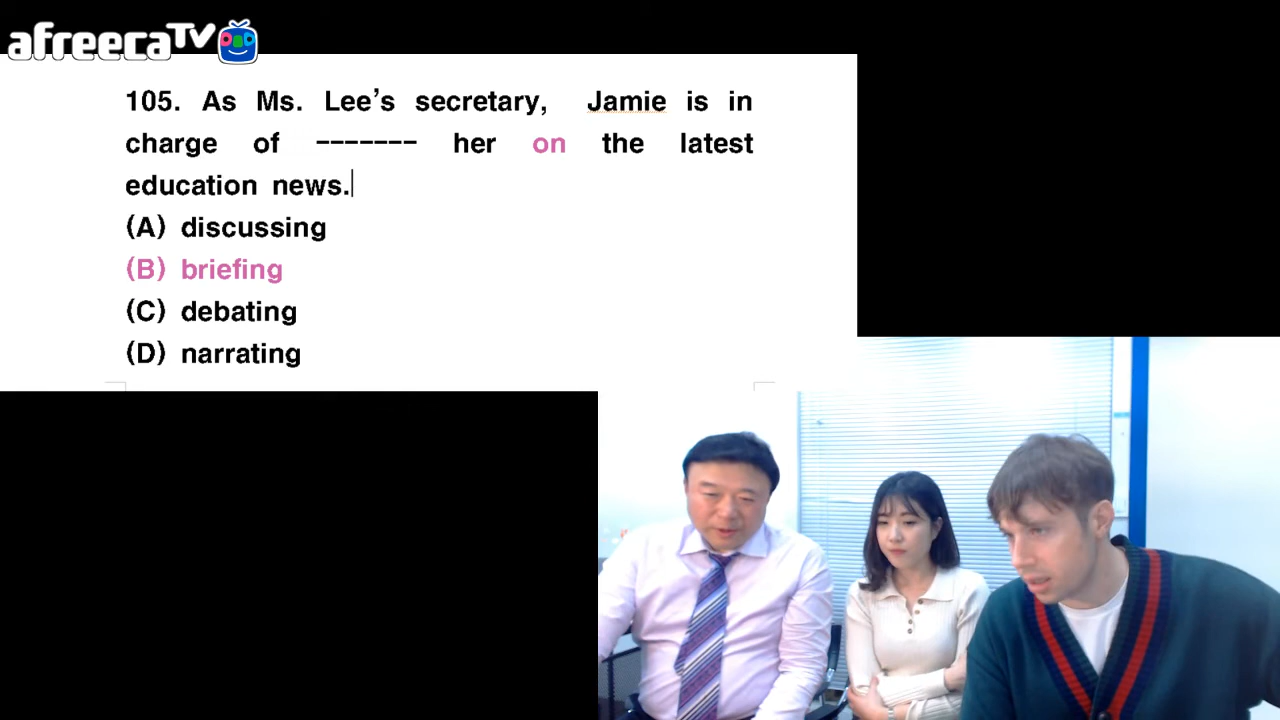 afreecaTV
105. As Ms. Lee's secretary, Jamie is in
charge of ------- her on the latest
education news.
(A) discussing
(B) briefing
(C) debating
(D) narrating